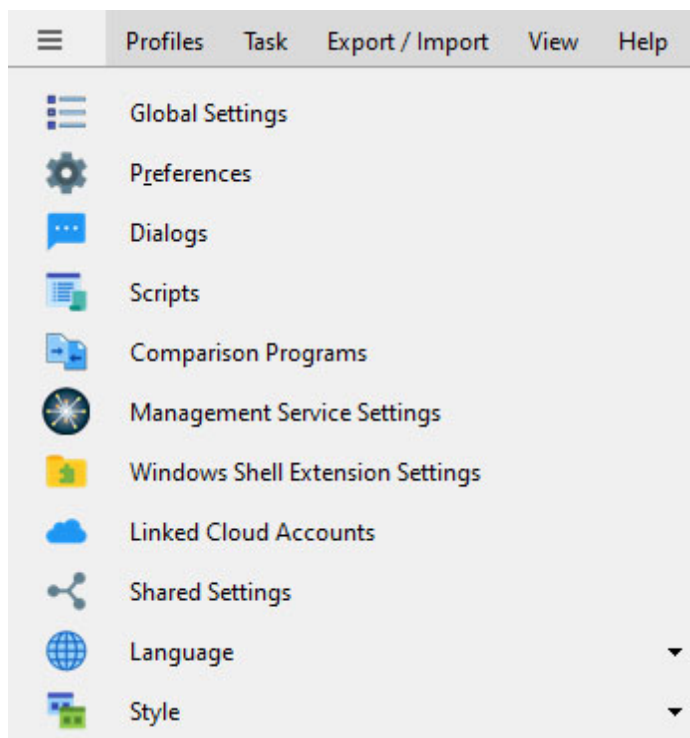 Profiles Task Export / Import View Help
Global Settings
Preferences
Dialogs
Scripts
Comparison Programs
Management Service Settings
Windows Shell Extension Settings
Linked Cloud Accounts
Shared Settings
Language
Style